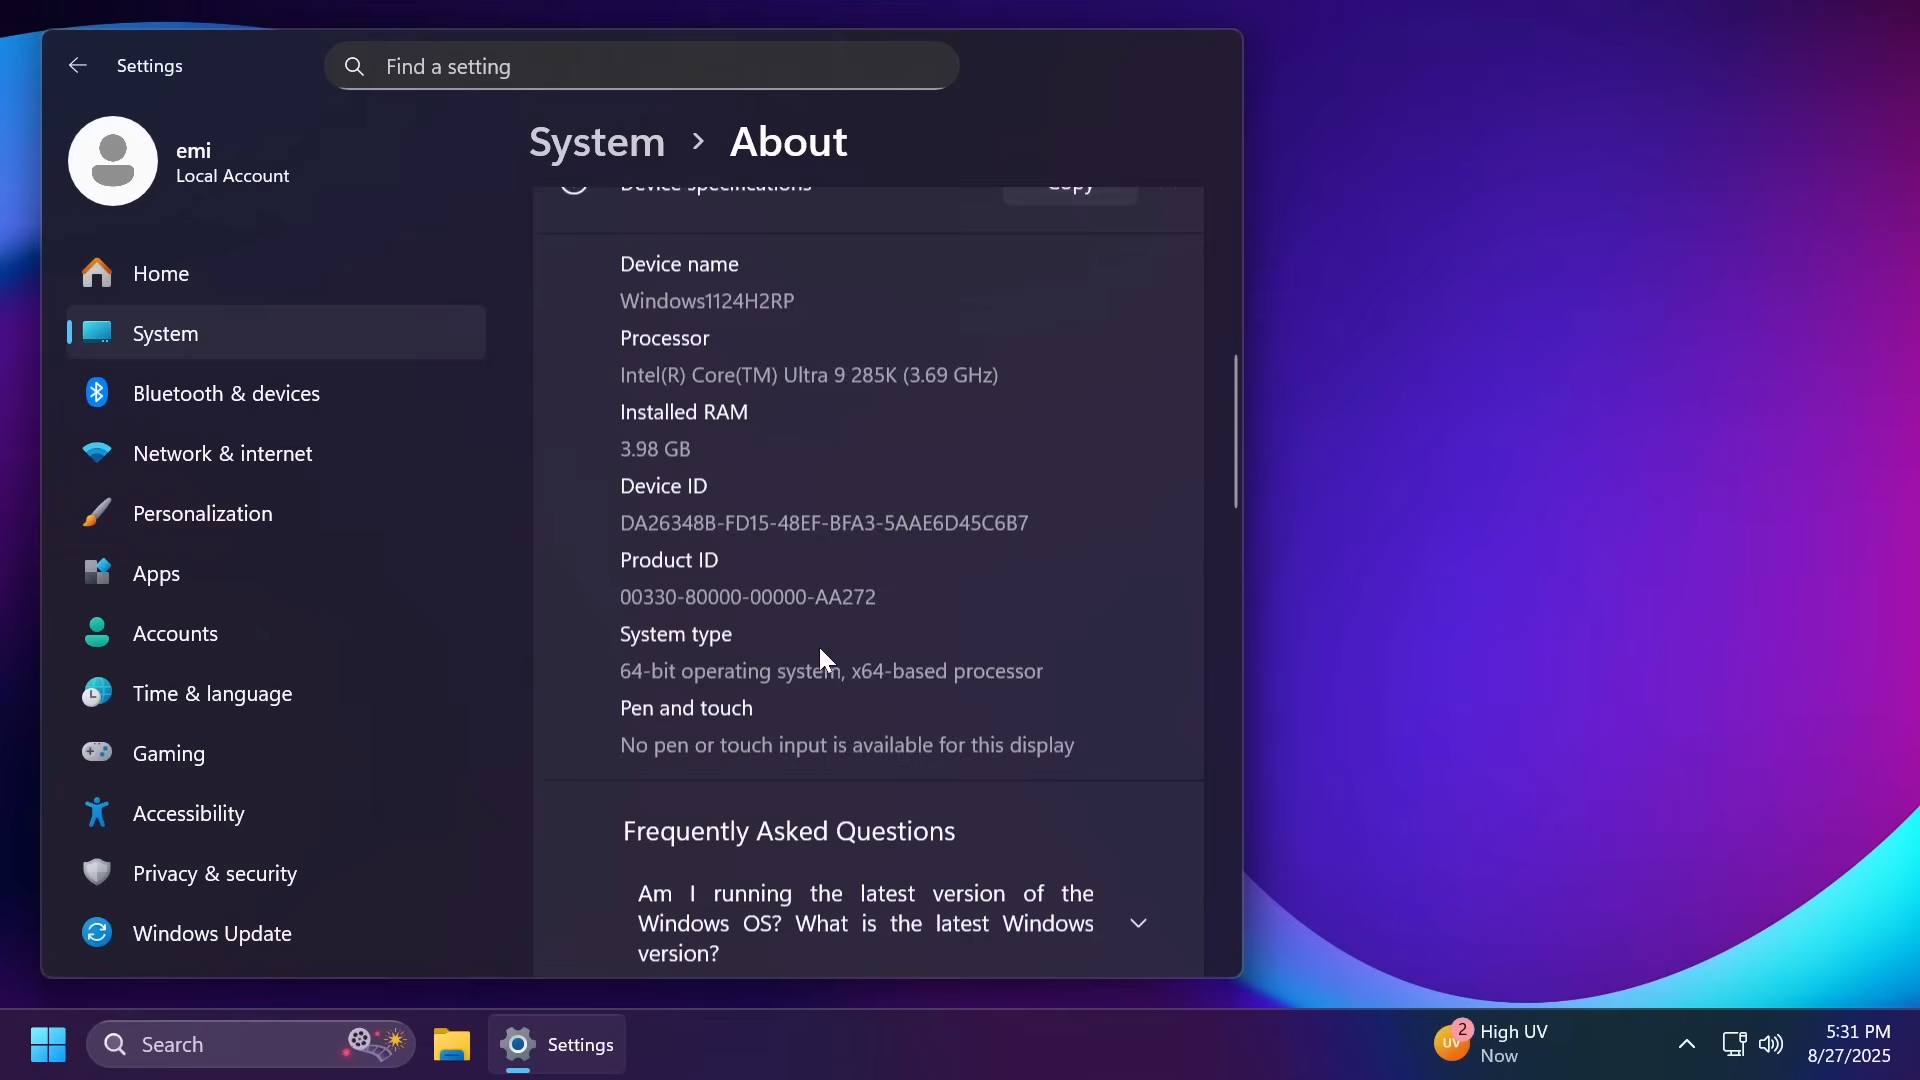 Settings
Find a setting
emi
Local Account
System > About
Device specifications
Copy
Home
System
Bluetooth & devices
Network & internet
Personalization
Apps
Accounts
Time & language
Gaming
Accessibility
Privacy & security
Windows Update
Device name
Windows1124H2RP
Processor
Intel(R) Core(TM) Ultra 9 285K (3.69 GHz)
Installed RAM
3.98 GB
Device ID
DA26348B-FD15-48EF-BFA3-5AAE6D45C6B7
Product ID
00330-80000-00000-AA272
System type
64-bit operating system, x64-based processor
Pen and touch
No pen or touch input is available for this display
Frequently Asked Questions
Am I running the latest version of the
Windows OS? What is the latest Windows
version?
Search
Settings
UV
2
High UV
Now
5:31 PM
8/27/2025